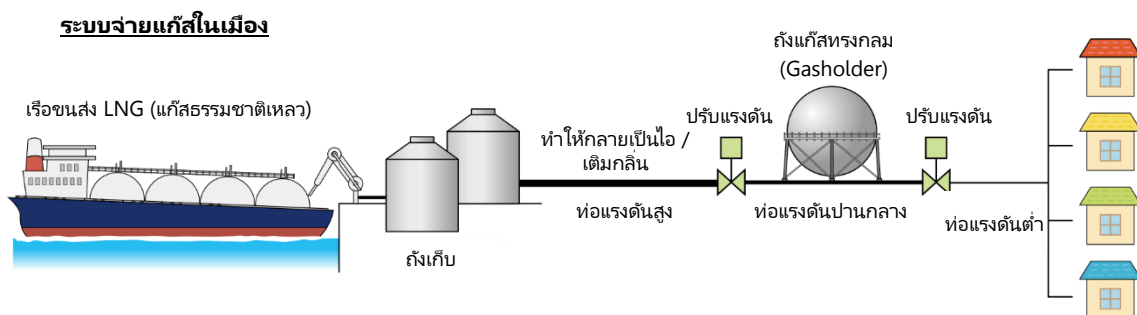 ระบบจ่ายแก๊สในเมือง
เรือขนส่ง LNG (แก๊สธรรมชาติเหลว)
ถังเก็บ
ทำให้กลายเป็นไอ /
เติมกลิ่น
ท่อแรงดันสูง
ปรับแรงดัน
ถังแก๊สทรงกลม
(Gasholder)
ท่อแรงดันปานกลาง
ปรับแรงดัน
ท่อแรงดันต่ำ